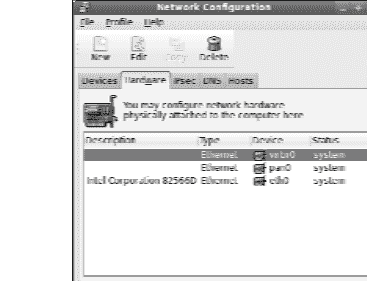 Network Configuration
File Profile Help
New Edit Copy Delete
Devices Hardware IPsec DNS Hosts
You may configure network hardware
physically attached to the computer here
Description Type Device Status
Ethernet system
Ethernet pan0 system
Intel Corporation 82566D Ethernet eth0 system